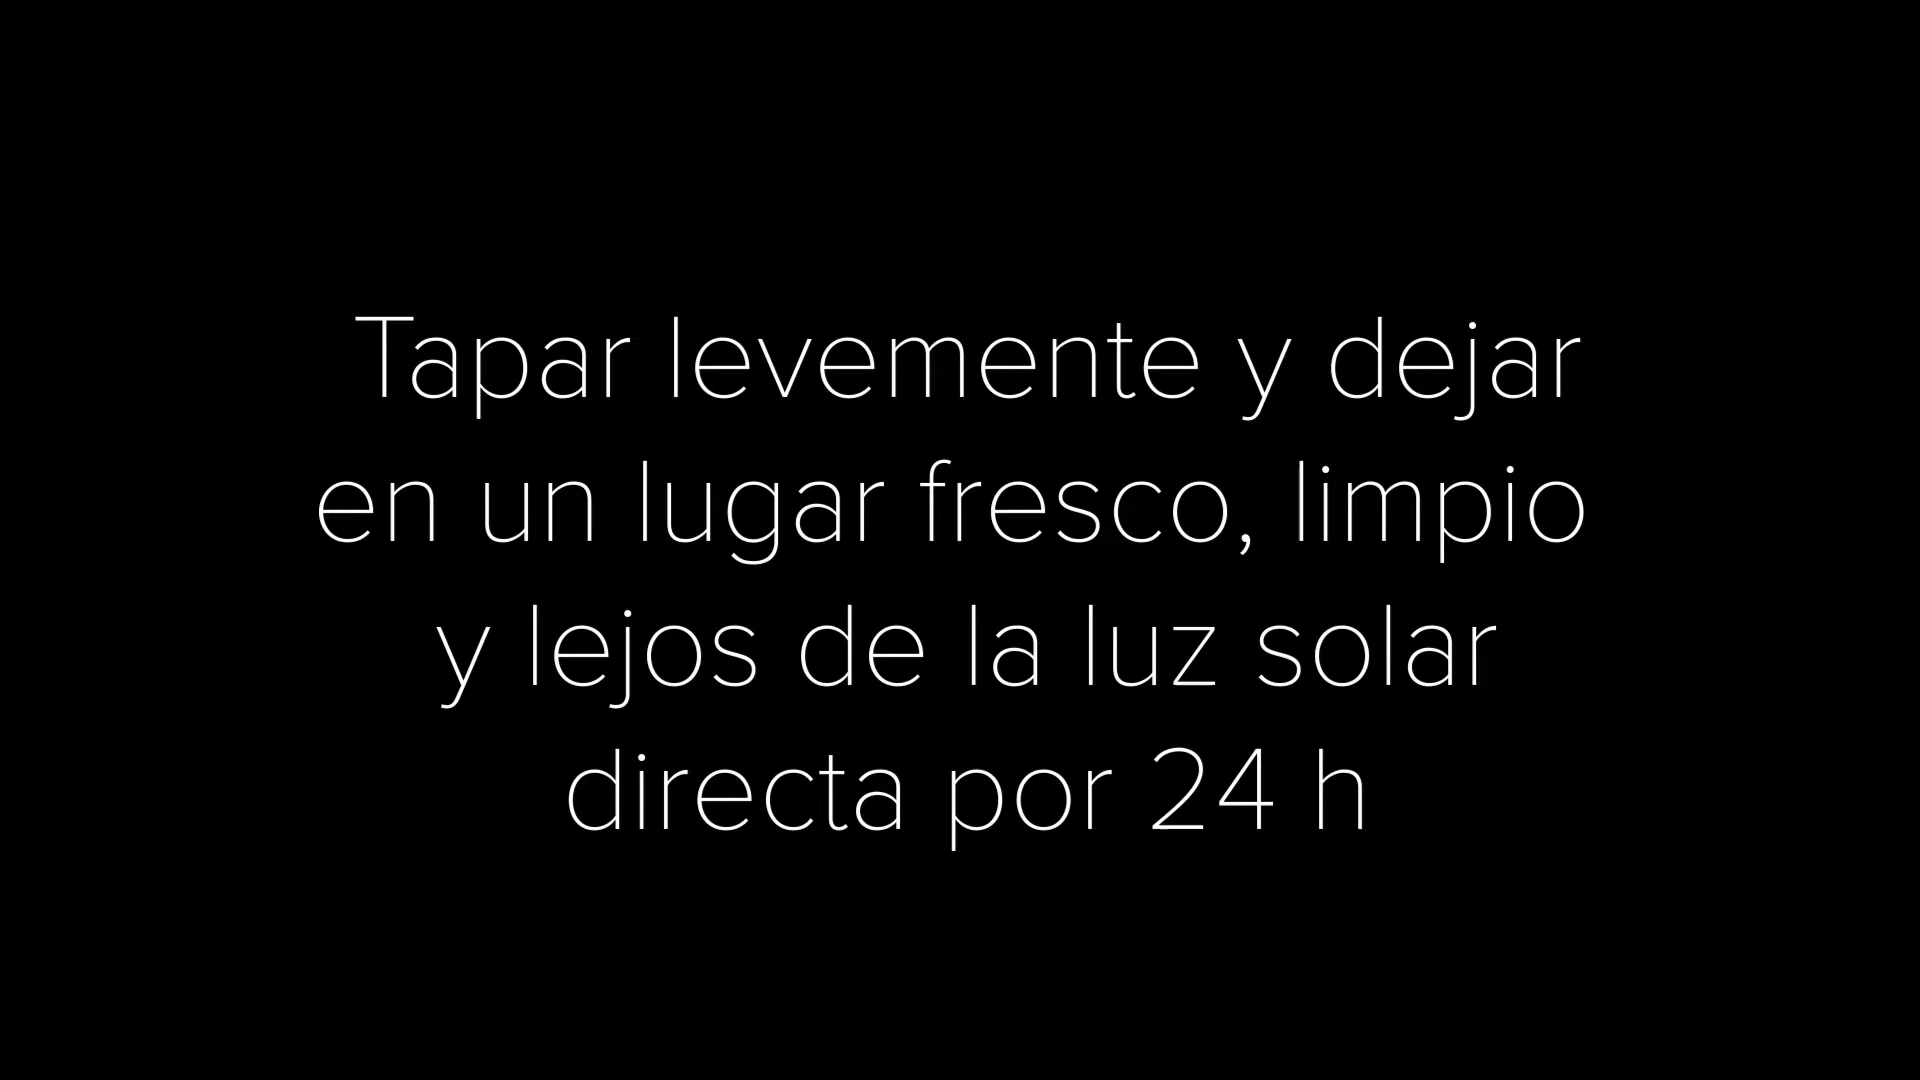 Tapar levemente y dejar
en un lugar fresco, limpio
y lejos de la luz solar
directa por 24 h